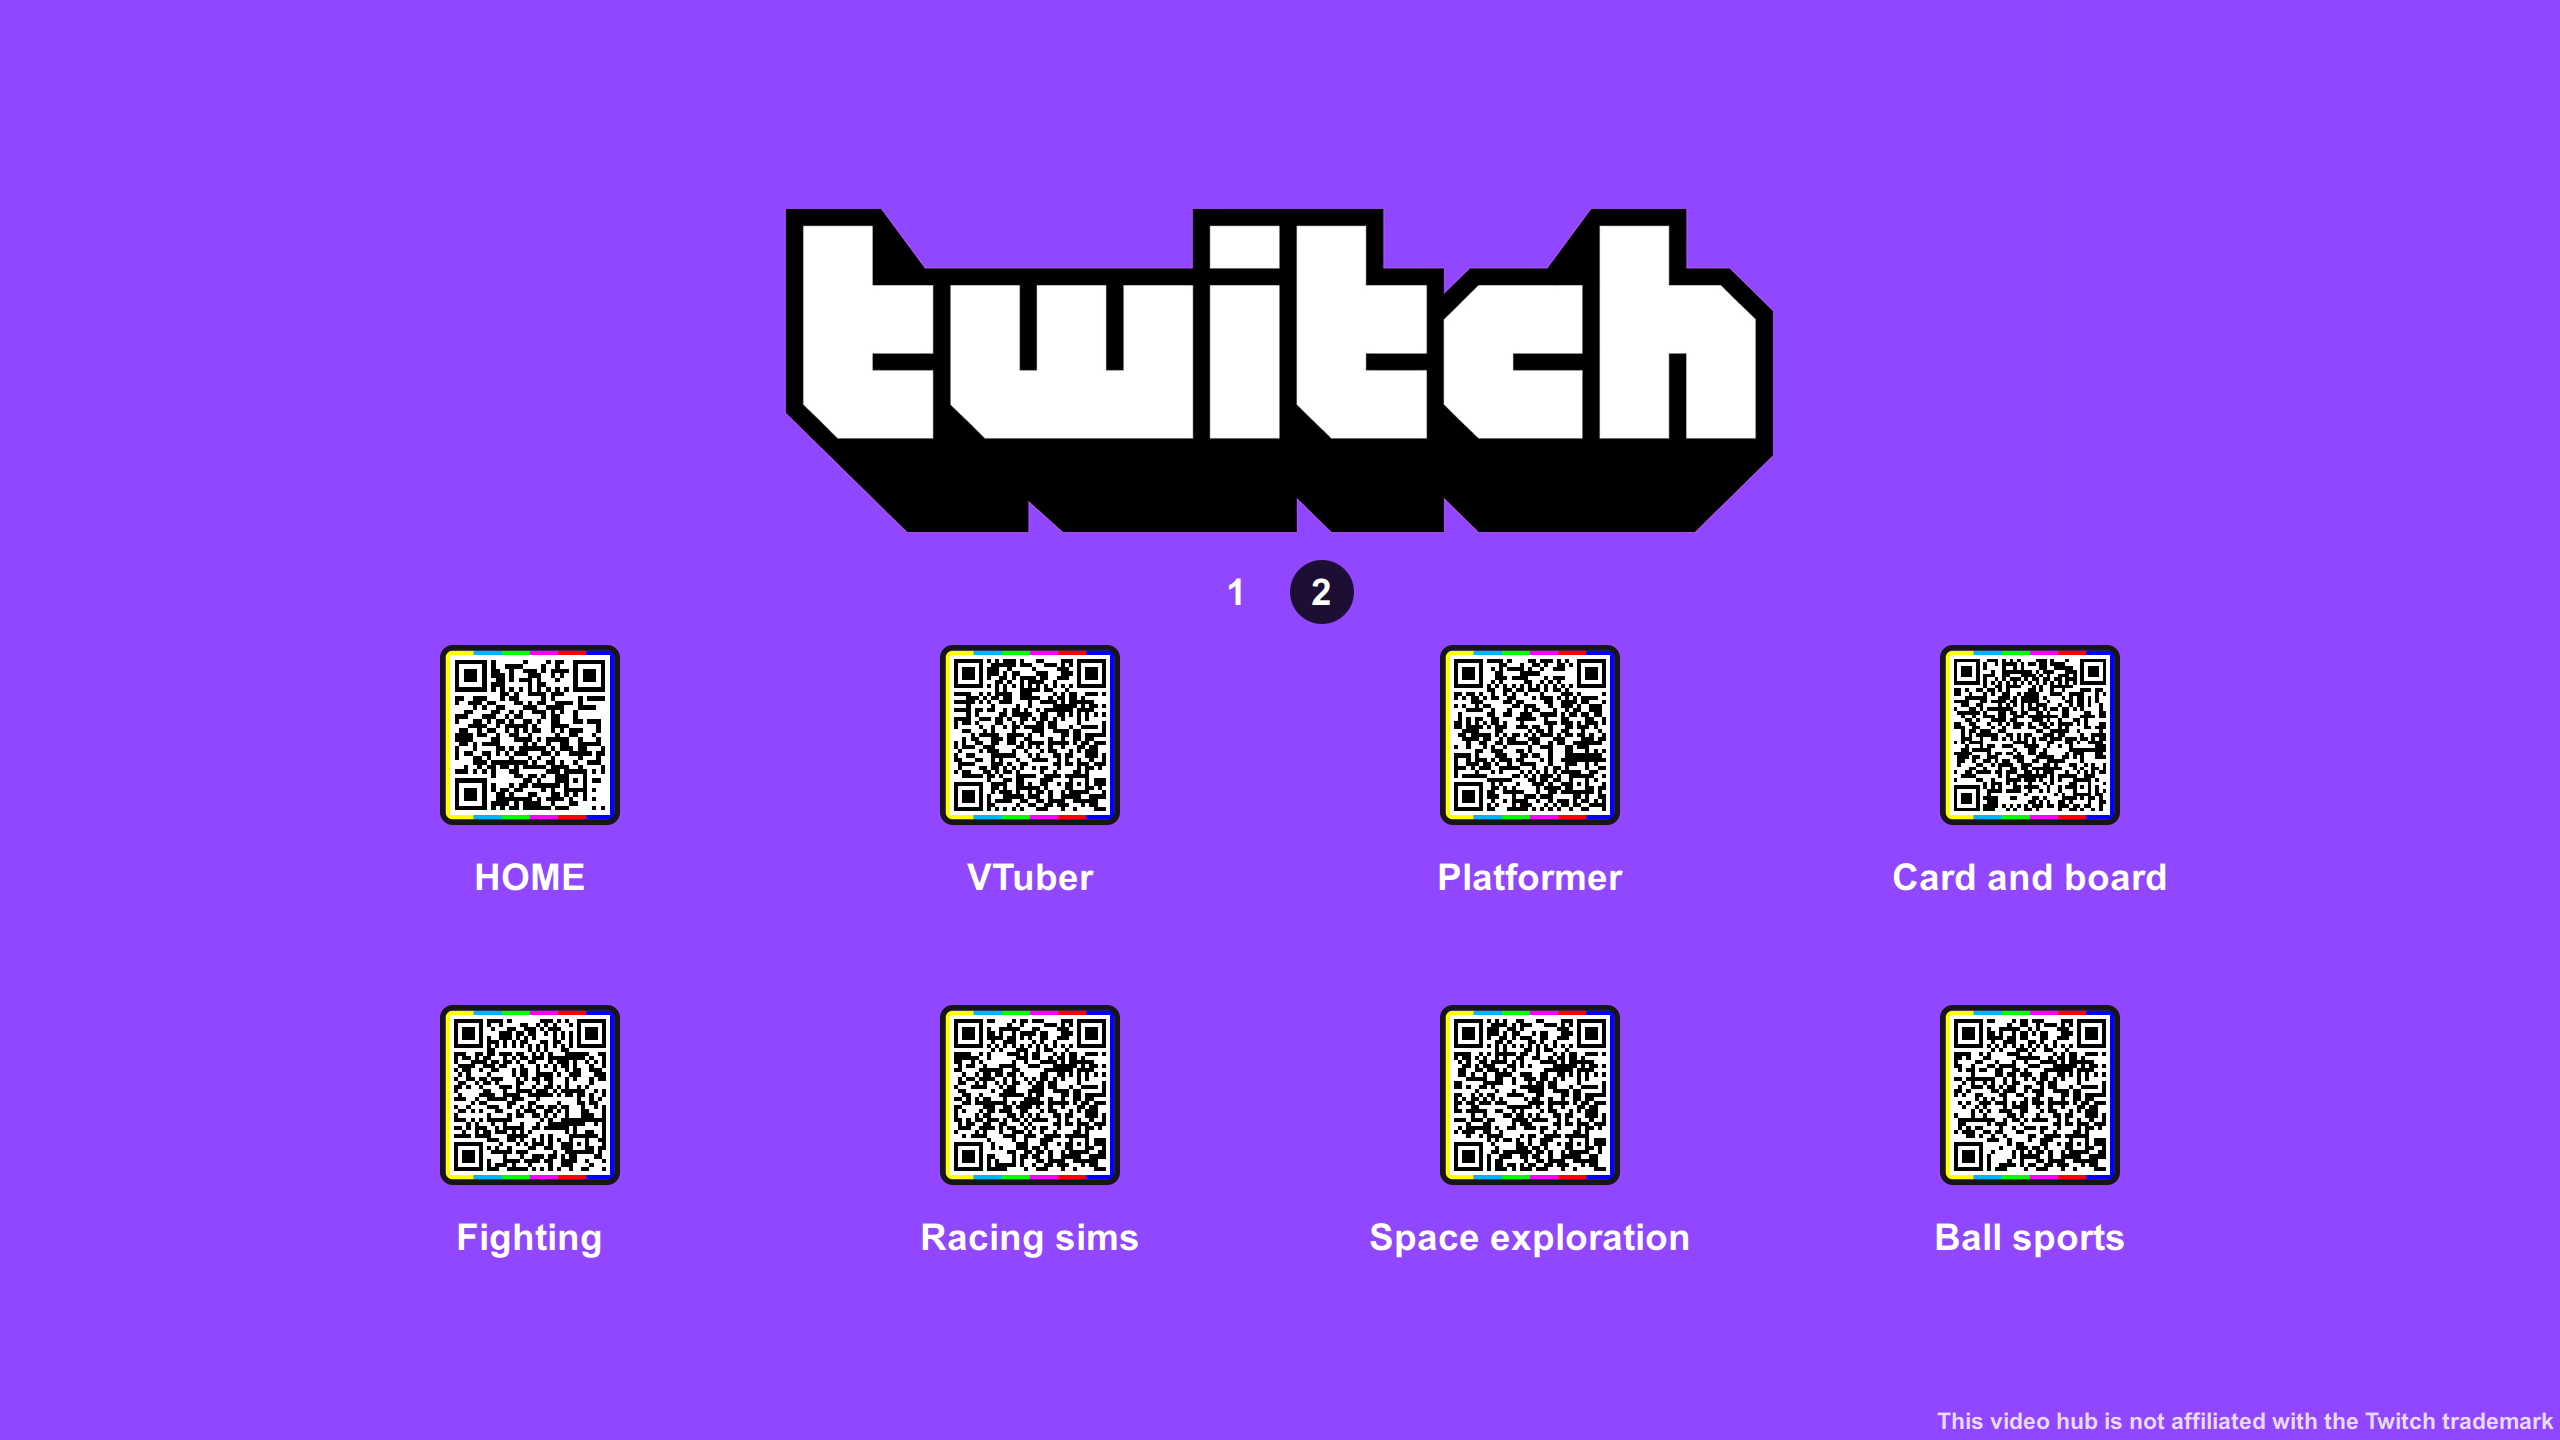 twitch
1 2
HOME
VTuber
Platformer
Card and board
Fighting
Racing sims
Space exploration
Ball sports
This video hub is not affiliated with the Twitch trademark